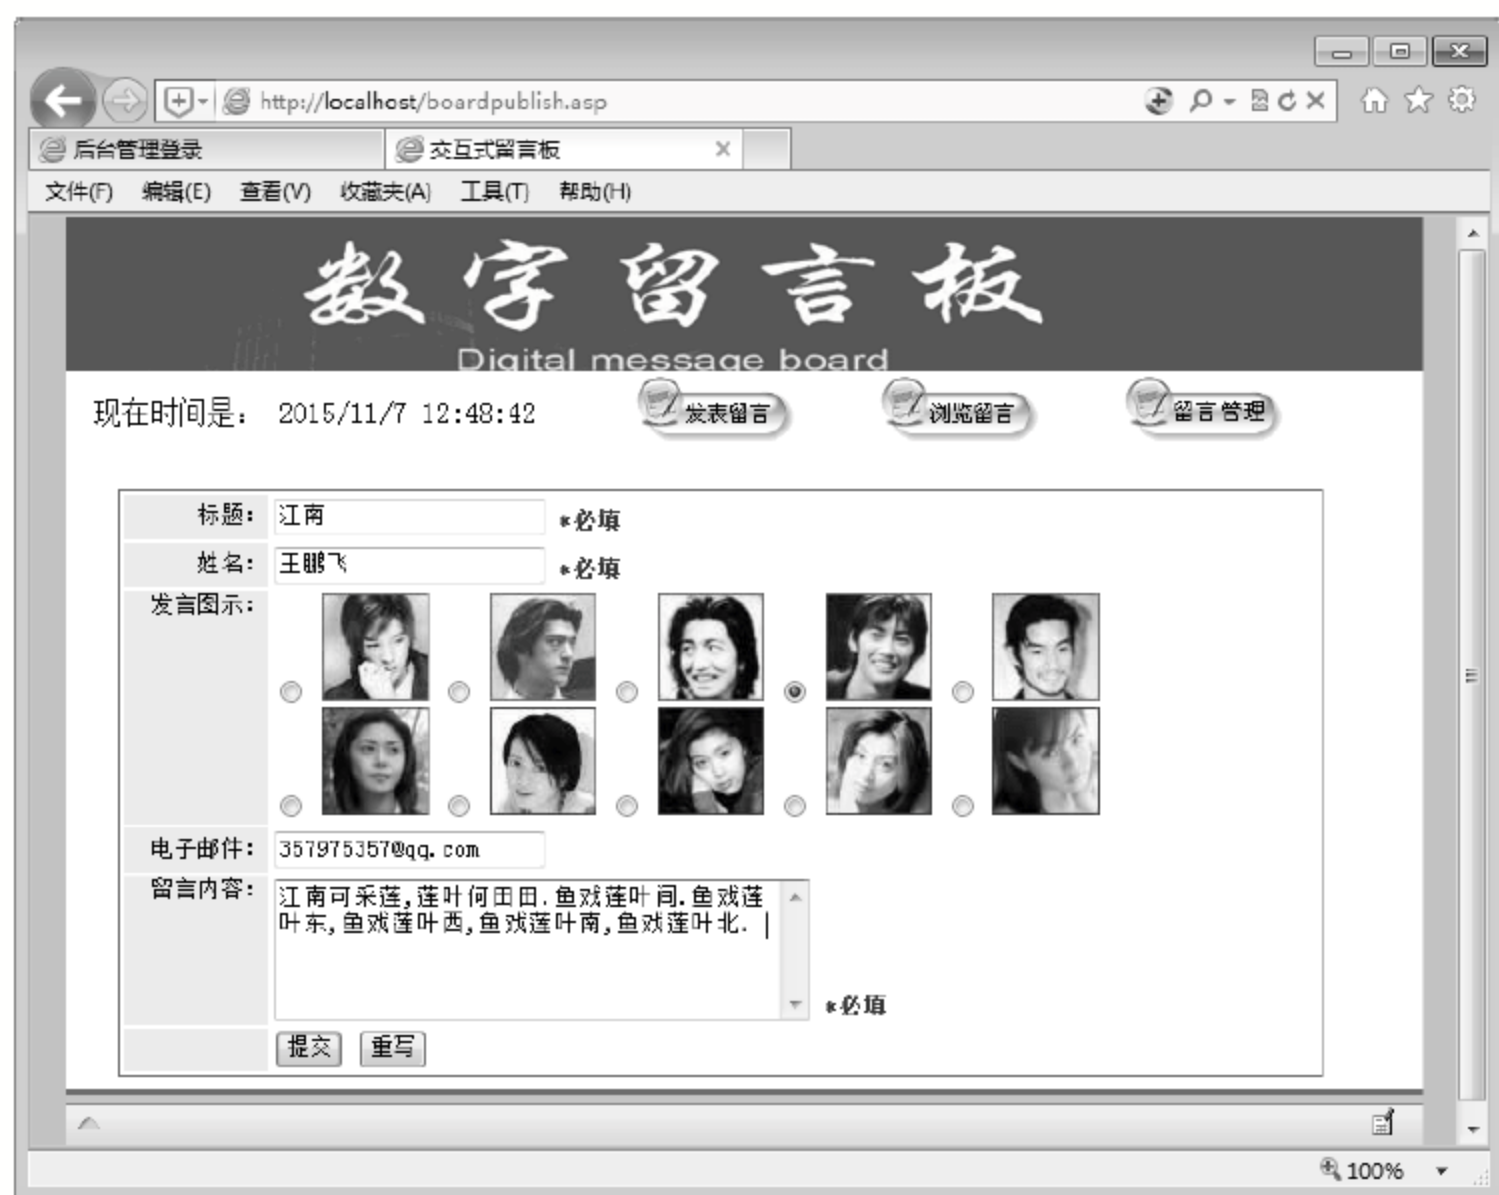 http://localhost/boardpublish.asp
后台管理登录
交互式留言板
文件(F) 编辑(E) 查看(V) 收藏夹(A) 工具(T) 帮助(H)
数字留言板
Digital message board
现在时间是： 2015/11/7 12:48:42
发表留言
浏览留言
留言管理
标题： 江南 *必填
姓名： 王鹏飞 *必填
发言图示：
电子邮件： 357975357@qq.com
留言内容： 江南可采莲,莲叶何田田.鱼戏莲叶间.鱼戏莲
叶东,鱼戏莲叶西,鱼戏莲叶南,鱼戏莲叶北.
*必填
提交 重写
100%